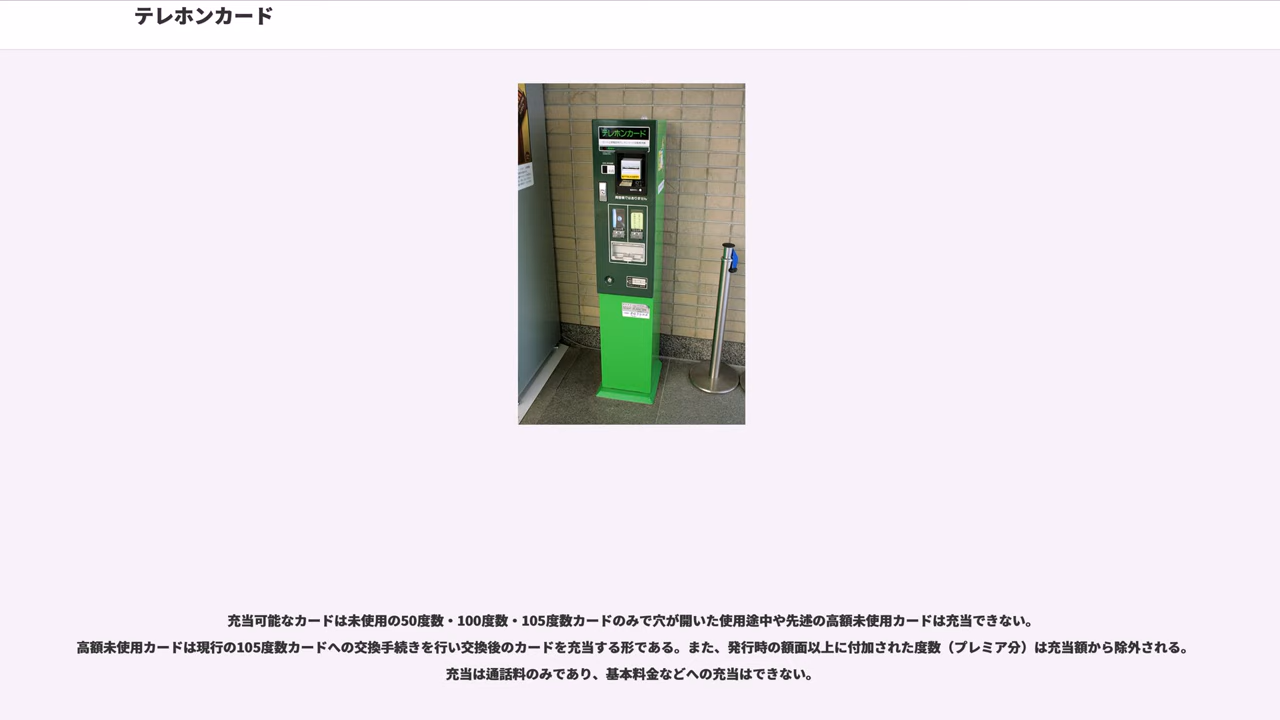 テレホンカード
テレホンカード
充当可能なカードは未使用の50度数・100度数・105度数カードのみで穴が開いた使用途中や先述の高額未使用カードは充当できない。
高額未使用カードは現行の105度数カードへの交換手続きを行い交換後のカードを充当する形である。また、発行時の額面以上に付加された度数（プレミア分）は充当額から除外される。
充当は通話料のみであり、基本料金などへの充当はできない。